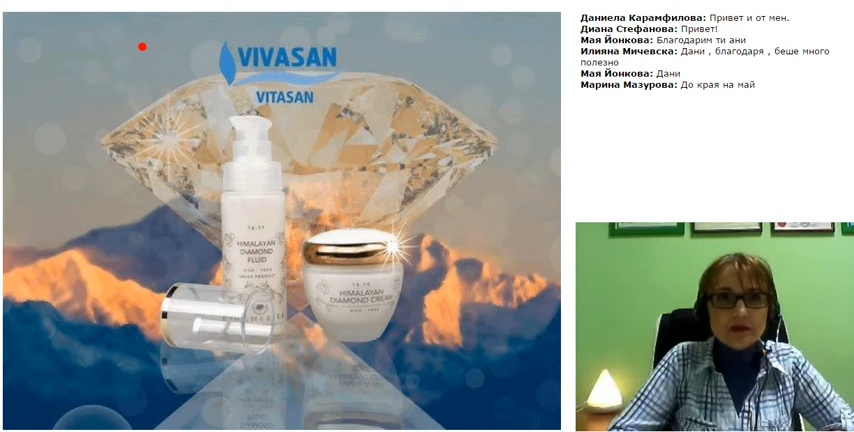 VIVASAN
VITASAN
HIMALAYAN
DIAMOND
FLUID
HIMALAYAN
DIAMOND CREAM
Даниела Карамфилова: Привет и от мен.
Диана Стефанова: Привет!
Мая Йонкова: Благодарим ти ани
Илияна Мичевска: Дани , благодаря , беше много
полезно
Мая Йонкова: Дани
Марина Мазурова: До края на май